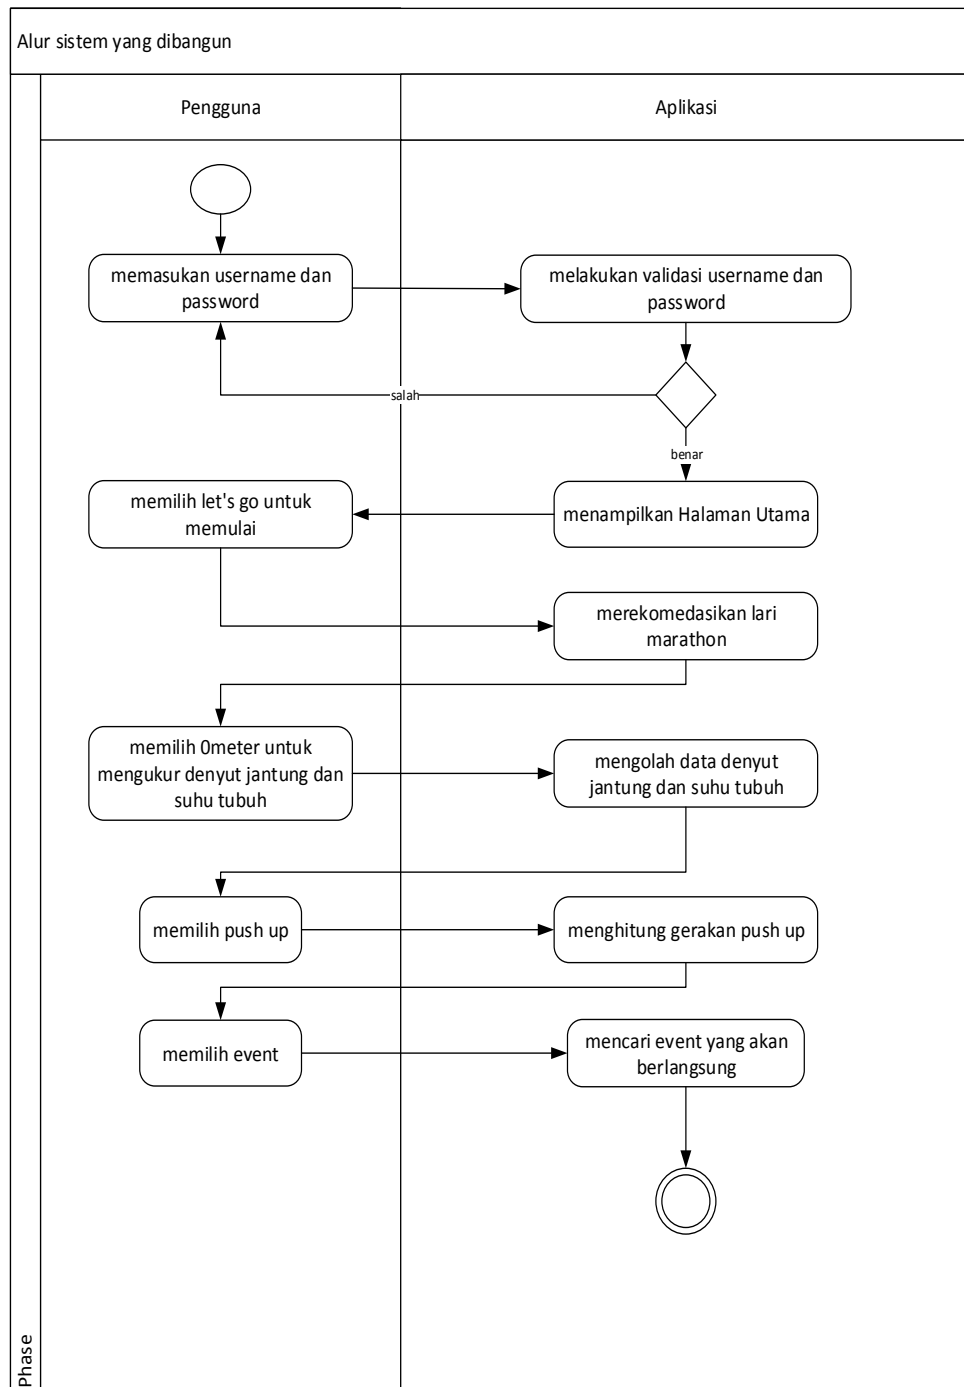 Alur sistem yang dibangun
Pengguna
Aplikasi
memasukan username dan
password
melakukan validasi username dan
password
salah
benar
memilih let's go untuk
memulai
menampilkan Halaman Utama
merekomedasikan lari
marathon
memilih 0meter untuk
mengukur denyut jantung dan
suhu tubuh
mengolah data denyut
jantung dan suhu tubuh
memilih push up
menghitung gerakan push up
memilih event
mencari event yang akan
berlangsung
Phase